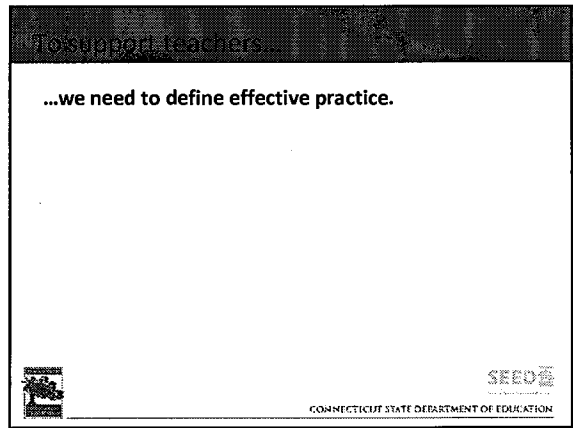 To support teachers...
...we need to define effective practice.
SEED
CONNECTICUT STATE DEPARTMENT OF EDUCATION